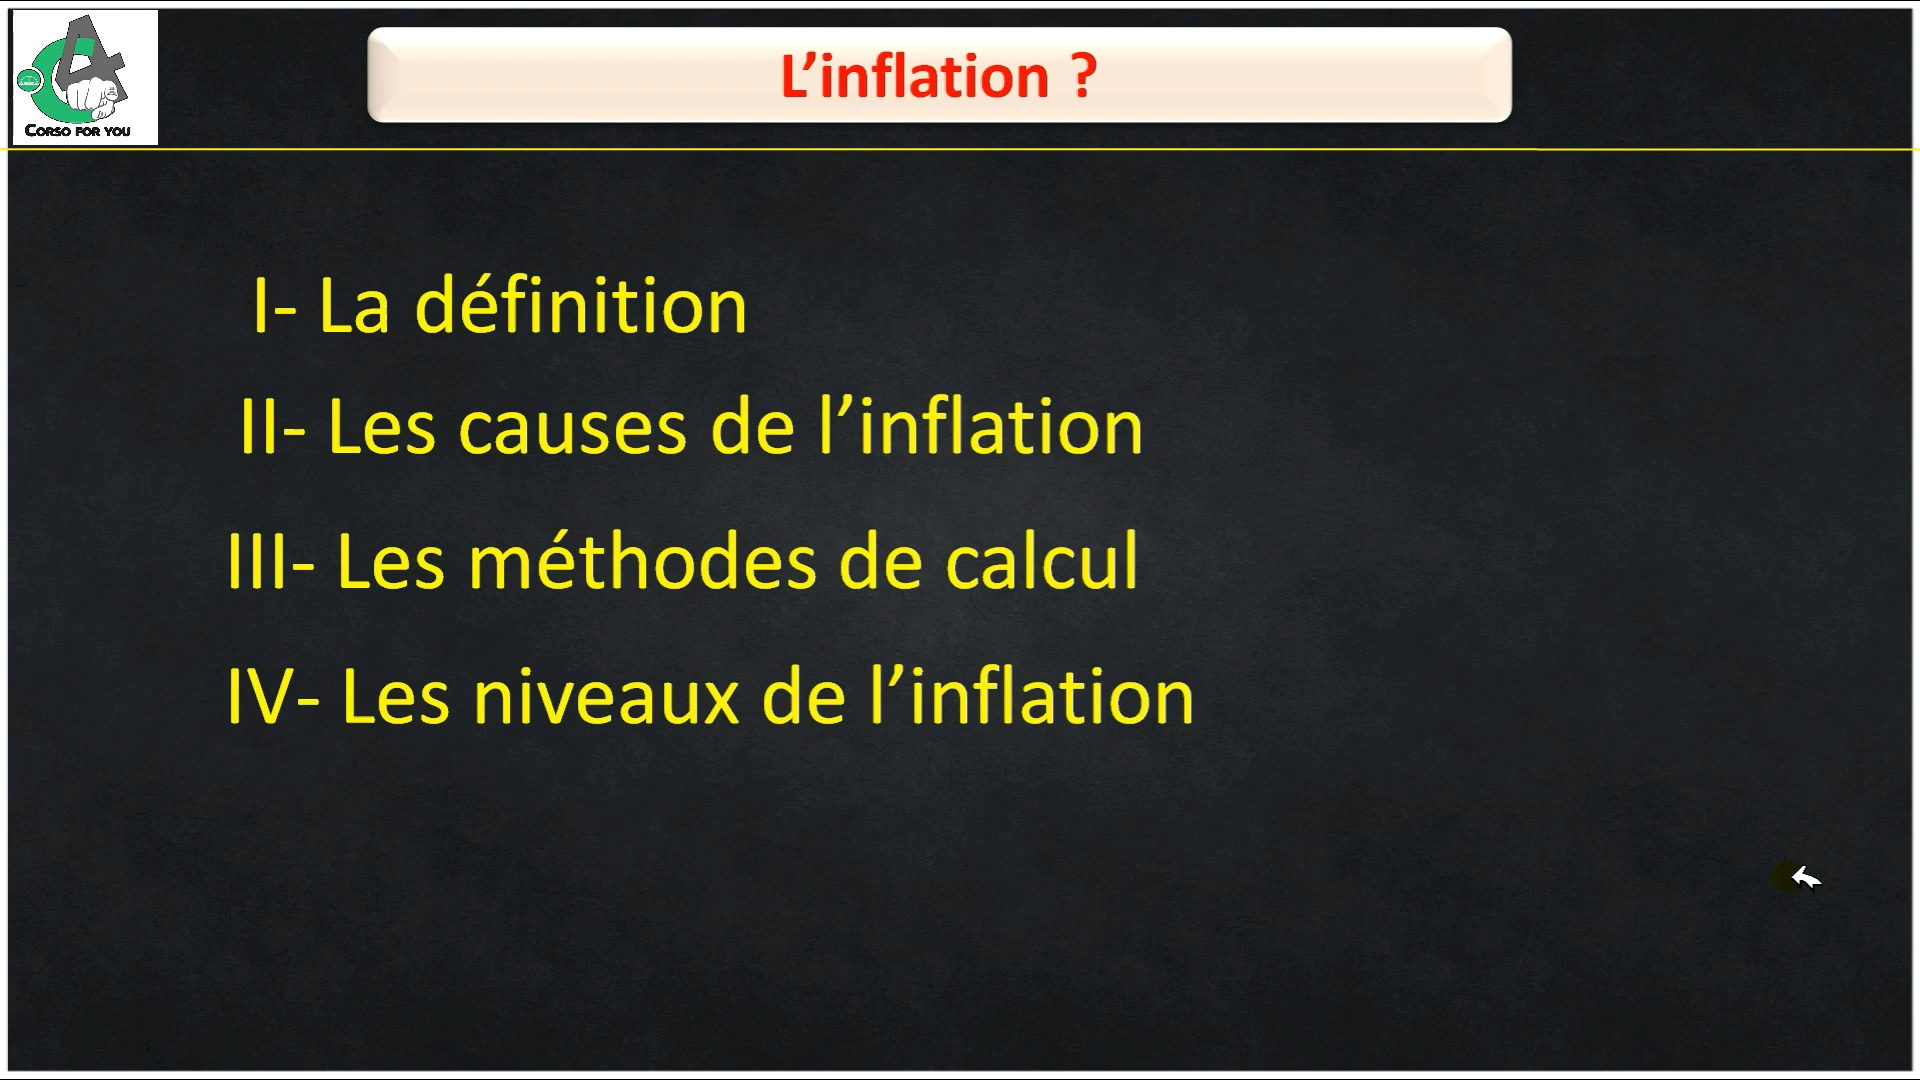 CORSO FOR YOU
L’inflation ?
I- La définition
II- Les causes de l’inflation
III- Les méthodes de calcul
IV- Les niveaux de l’inflation